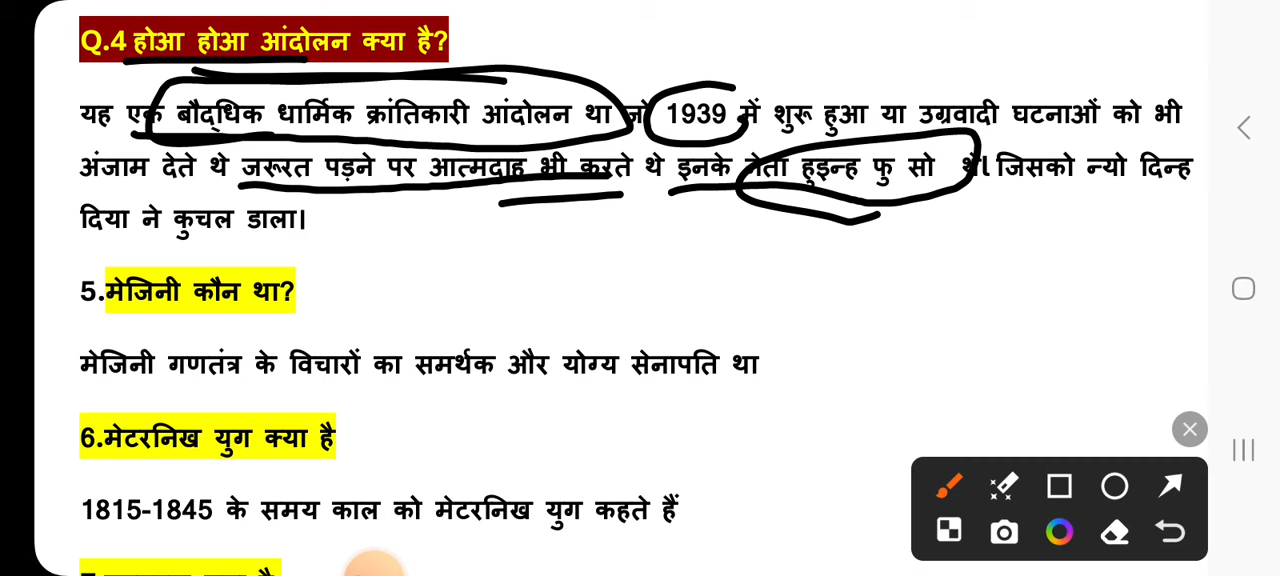 Q.4 होआ होआ आंदोलन क्या है?
यह एक बौद्धिक धार्मिक क्रांतिकारी आंदोलन था जो 1939 में शुरू हुआ या उग्रवादी घटनाओं को भी
अंजाम देते थे जरूरत पड़ने पर आत्मदाह भी करते थे इनके नेता हुइन्ह फु सो थे। जिसको न्यो दिन्ह
दिया ने कुचल डाला।
5.मेजिनी कौन था?
मेजिनी गणतंत्र के विचारों का समर्थक और योग्य सेनापति था
6.मेटरनिख युग क्या है
1815-1845 के समय काल को मेटरनिख युग कहते हैं